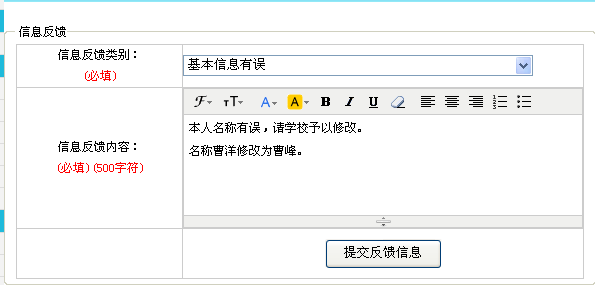 信息反馈
信息反馈类别：
(必填)
基本信息有误
信息反馈内容：
(必填)(500字符)
本人名称有误，请学校予以修改。
名称曹洋修改为曹峰。
提交反馈信息